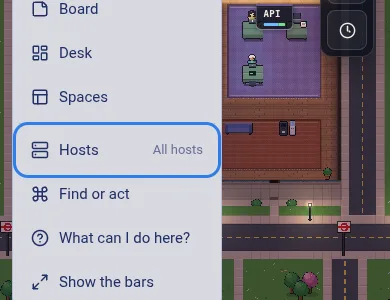 Board
API
Desk
Spaces
Hosts All hosts
Find or act
What can I do here?
Show the bars